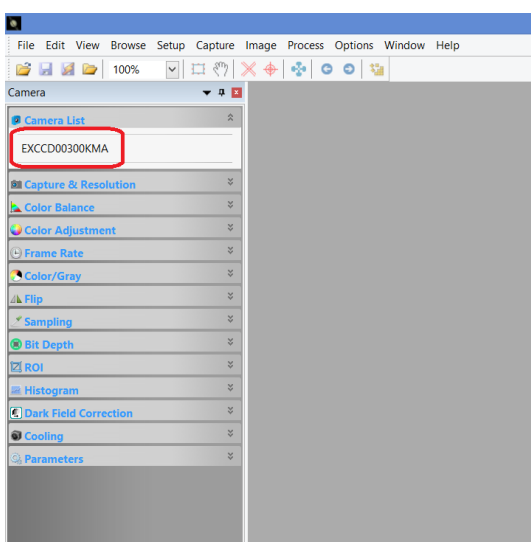 File Edit View Browse Setup Capture Image Process Options Window Help
100%
Camera
Camera List
EXCCD00300KMA
Capture & Resolution
Color Balance
Color Adjustment
Frame Rate
Color/Gray
Flip
Sampling
Bit Depth
ROI
Histogram
Dark Field Correction
Cooling
Parameters